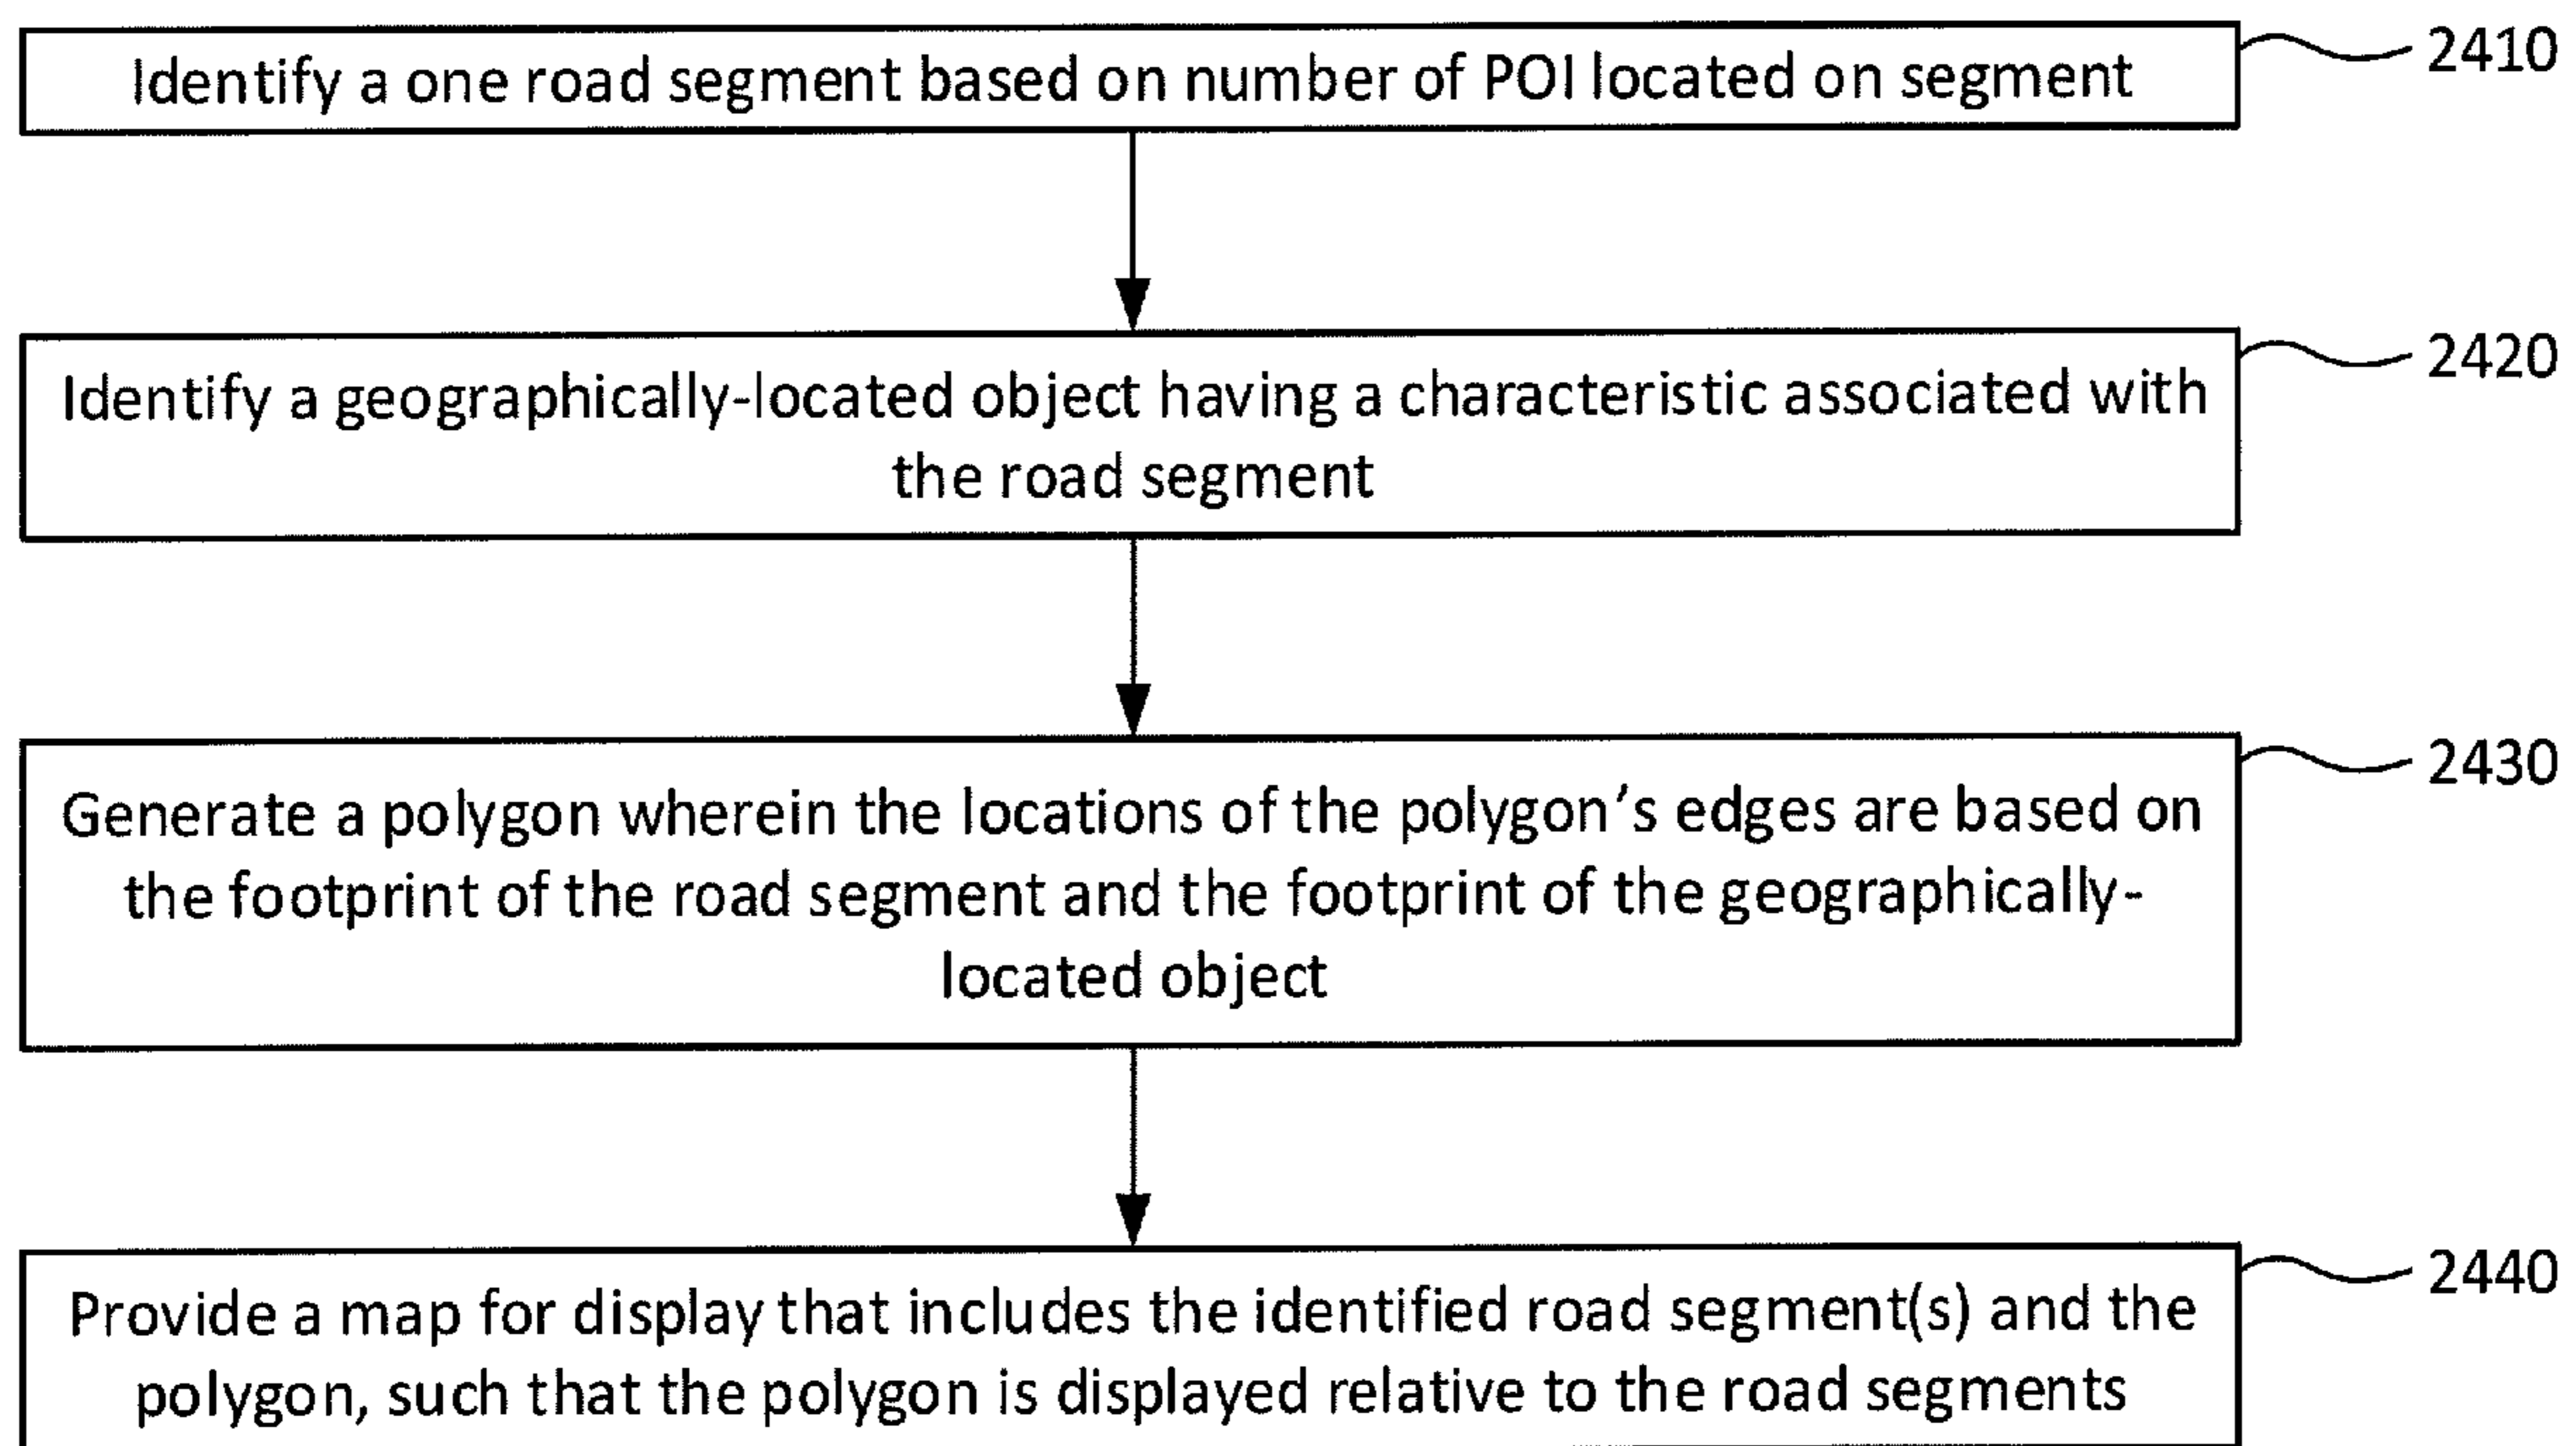 Identify a one road segment based on number of POI located on segment
2410
Identify a geographically-located object having a characteristic associated with
the road segment
2420
Generate a polygon wherein the locations of the polygon's edges are based on
the footprint of the road segment and the footprint of the geographically-
located object
2430
Provide a map for display that includes the identified road segment(s) and the
polygon, such that the polygon is displayed relative to the road segments
2440